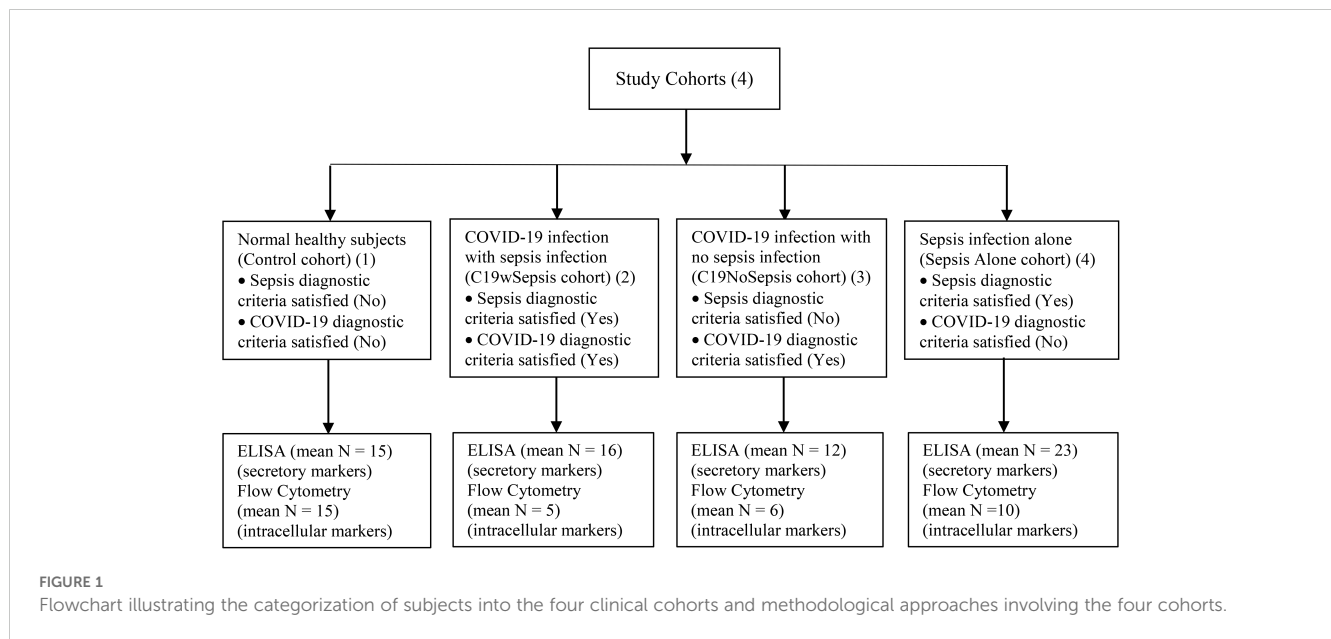 Study Cohorts (4)
Normal healthy subjects
(Control cohort) (1)
• Sepsis diagnostic
criteria satisfied (No)
• COVID-19 diagnostic
criteria satisfied (No)
COVID-19 infection
with sepsis infection
(C19wSepsis cohort) (2)
• Sepsis diagnostic
criteria satisfied (Yes)
• COVID-19 diagnostic
criteria satisfied (Yes)
COVID-19 infection with
no sepsis infection
(C19NoSepsis cohort) (3)
• Sepsis diagnostic
criteria satisfied (No)
• COVID-19 diagnostic
criteria satisfied (Yes)
Sepsis infection alone
(Sepsis Alone cohort) (4)
• Sepsis diagnostic
criteria satisfied (Yes)
• COVID-19 diagnostic
criteria satisfied (No)
ELISA (mean N = 15)
(secretory markers)
Flow Cytometry
(mean N = 15)
(intracellular markers)
ELISA (mean N = 16)
(secretory markers)
Flow Cytometry
(mean N = 5)
(intracellular markers)
ELISA (mean N = 12)
(secretory markers)
Flow Cytometry
(mean N = 6)
(intracellular markers)
ELISA (mean N = 23)
(secretory markers)
Flow Cytometry
(mean N =10)
(intracellular markers)
FIGURE 1
Flowchart illustrating the categorization of subjects into the four clinical cohorts and methodological approaches involving the four cohorts.